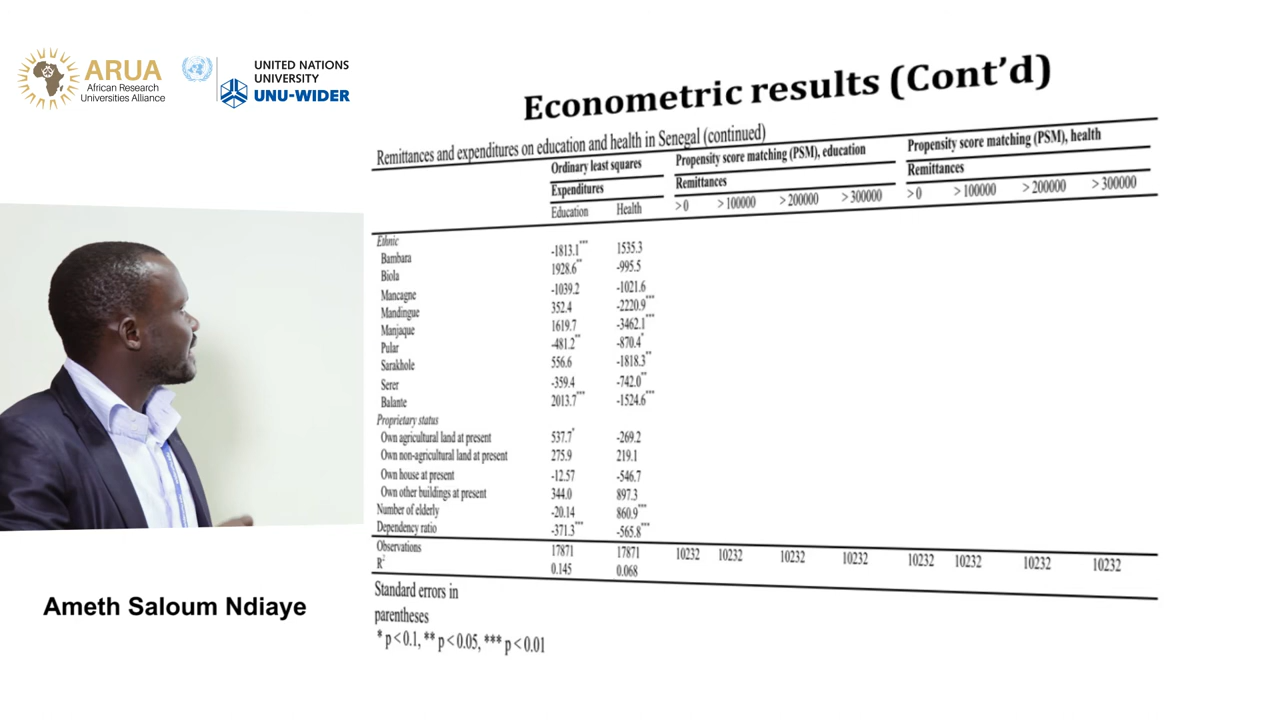 ARUA
African Research
Universities Alliance
UNITED NATIONS
UNIVERSITY
UNU-WIDER
Econometric results (Cont'd)
Remittances and expenditures on education and health in Senegal (continued)
Ordinary least squares Propensity score matching (PSM), education Propensity score matching (PSM), health
Expenditures Remittances Remittances
Education Health >0 >100000 >200000 >300000 >0 >100000 >200000 >300000
Ethnic
Bambara -1813.1*** 1535.3
Biola 1928.6** -995.5
Mancagne -1039.2 -1021.6
Mandingue 352.4 -2220.9***
Manjaque 1619.7 -3462.1***
Pular -481.2** -870.4*
Sarakhole 556.6 -1818.3**
Serer -359.4 -742.0**
Balante 2013.7*** -1524.6***
Proprietary status
Own agricultural land at present 537.7* -269.2
Own non-agricultural land at present 275.9 219.1
Own house at present -12.57 -546.7
Own other buildings at present 344.0 897.3
Number of elderly -20.14 860.9***
Dependency ratio -371.3*** -565.8***
Observations 17871 17871 10232 10232 10232 10232 10232 10232 10232 10232
R² 0.145 0.068
Standard errors in
parentheses
* p<0.1, ** p<0.05, *** p<0.01
Ameth Saloum Ndiaye